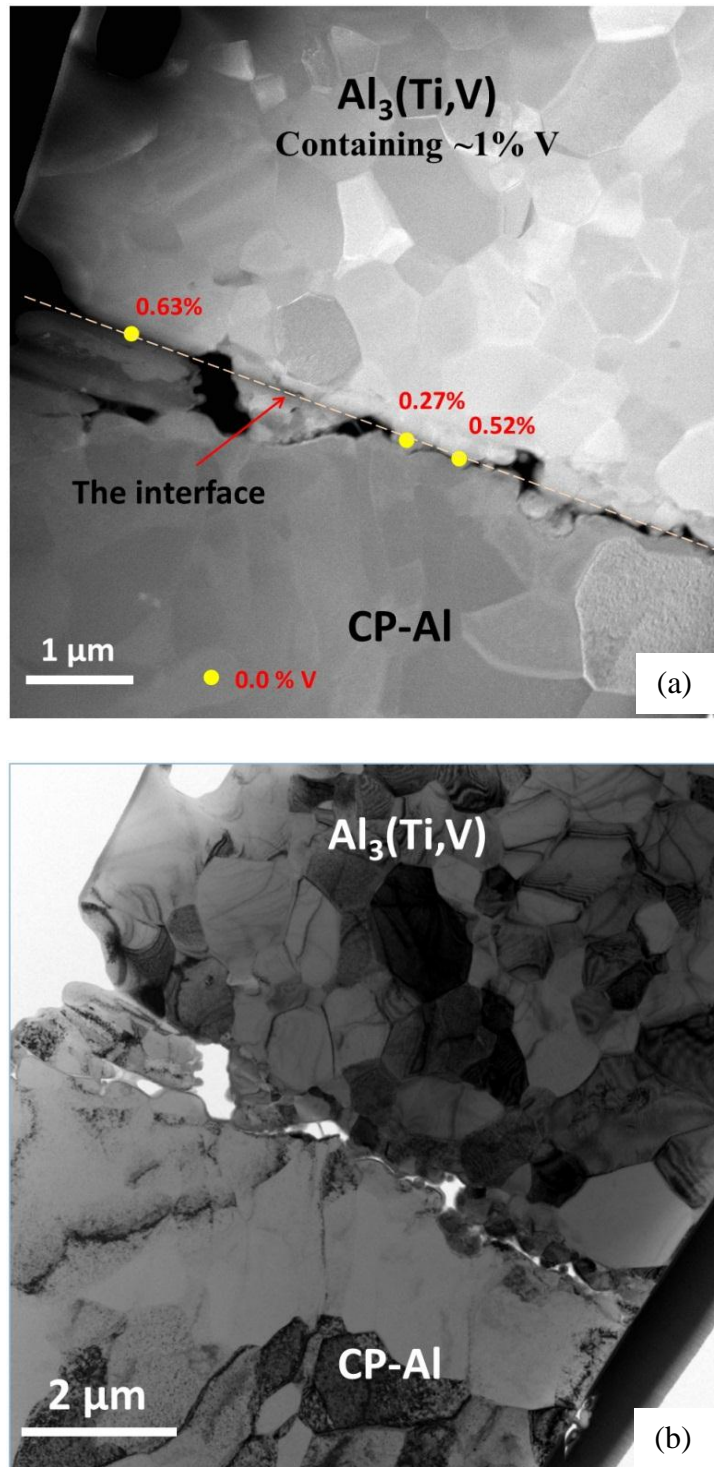 Al₃(Ti,V)
Containing ~1% V
0.63%
0.27%
0.52%
The interface
CP-Al
1 µm
0.0 % V
(a)
Al₃(Ti,V)
CP-Al
2 µm
(b)